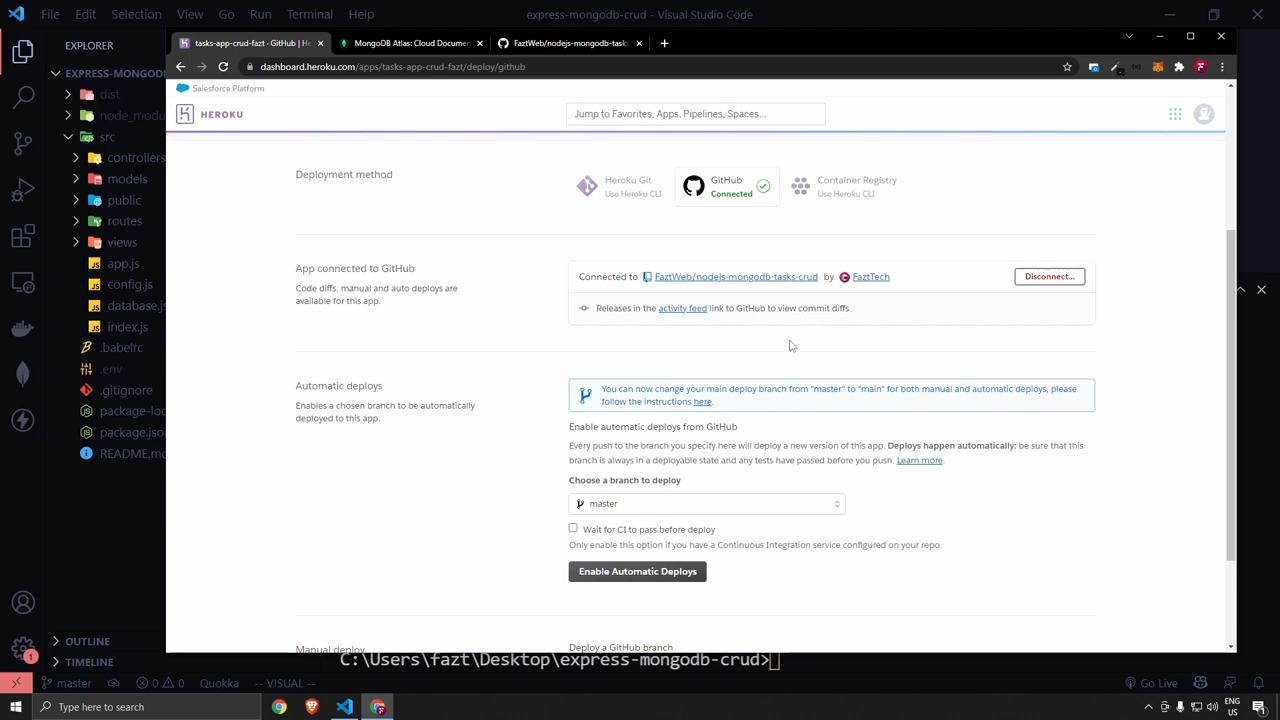 File Edit Selection View Go Run Terminal Help express-mongodb-crud - Visual Studio Code
EXPLORER
tasks-app-crud-fazt · GitHub | He
MongoDB Atlas: Cloud Documen
FaztWeb/nodejs-mongodb-tasks-
EXPRESS-MONGOD
dashboard.heroku.com/apps/tasks-app-crud-fazt/deploy/github
Salesforce Platform
HEROKU
Jump to Favorites, Apps, Pipelines, Spaces...
dist
node_modu
src
controllers
models
public
routes
views
app.js
config.js
database.js
index.js
.babelrc
.env
.gitignore
package-loc
package.jso
README.md
OUTLINE
TIMELINE
Deployment method
Heroku Git
Use Heroku CLI
GitHub
Connected
Container Registry
Use Heroku CLI
App connected to GitHub
Code diffs, manual and auto deploys are
available for this app.
Connected to FaztWeb/nodejs-mongodb-tasks-crud by FaztTech
Disconnect...
Releases in the activity feed link to GitHub to view commit diffs
Automatic deploys
Enables a chosen branch to be automatically
deployed to this app.
You can now change your main deploy branch from "master" to "main" for both manual and automatic deploys, please
follow the instructions here.
Enable automatic deploys from GitHub
Every push to the branch you specify here will deploy a new version of this app. Deploys happen automatically: be sure that this
branch is always in a deployable state and any tests have passed before you push. Learn more.
Choose a branch to deploy
master
Wait for CI to pass before deploy
Only enable this option if you have a Continuous Integration service configured on your repo.
Enable Automatic Deploys
Manual deploy
Deploy a GitHub branch
C:\Users\fazt\Desktop\express-mongodb-crud>
1
master 0 0 Quokka -- VISUAL -- Go Live
Type here to search
ENG
US
1